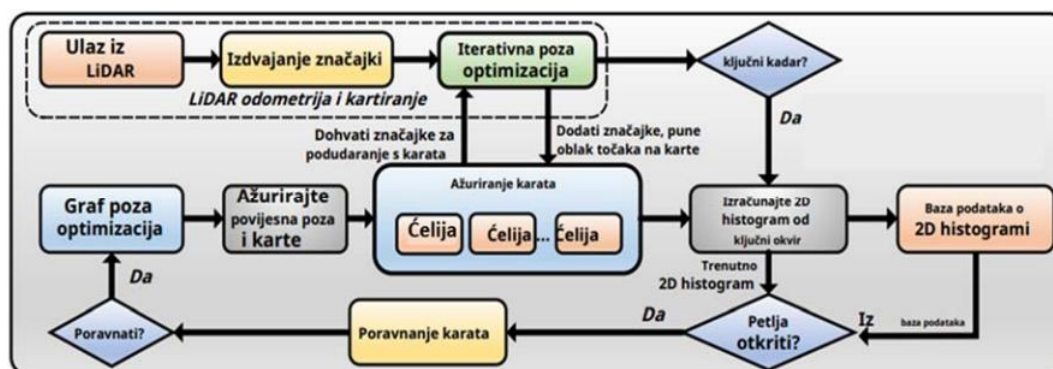 Ulaz iz
LiDAR
Izdvajanje značajki
Iterativna poza
optimizacija
ključni kadar?
LiDAR odometrija i kartiranje
Da
Dohvati značajke za
podudaranje s karata
Dodati značajke, pune
oblak točaka na karte
Graf poza
optimizacija
Ažurirajte
povijesna poza
i karte
Ažuriranje karata
Ćelija
Ćelija
...
Ćelija
Izračunajte 2D
histogram od
ključni okvir
Baza podataka o
2D histogrami
Da
Trenutno
2D histogram
Poravnati?
Poravnanje karata
Da
Petlja
otkriti?
Iz
baza podataka